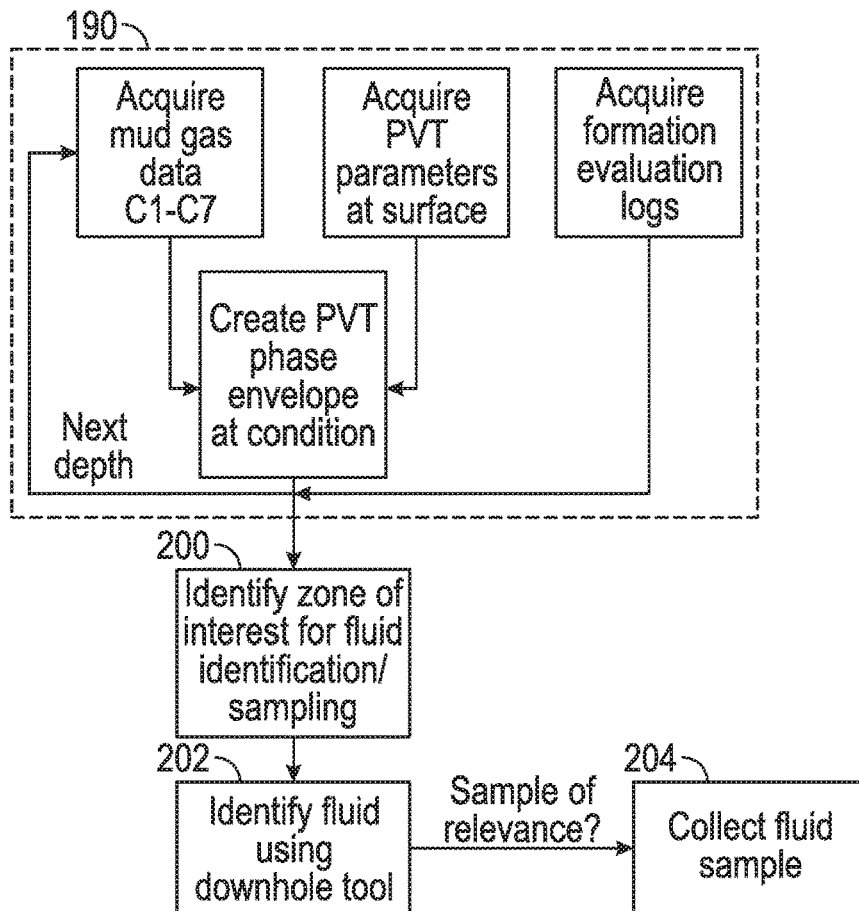 190
Acquire
mud gas
data
C1-C7
Acquire
PVT
parameters
at surface
Acquire
formation
evaluation
logs
Create PVT
phase
envelope
at condition
Next
depth
200
Identify zone of
interest for fluid
identification/
sampling
202
Identify fluid
using
downhole tool
Sample of
relevance?
204
Collect fluid
sample